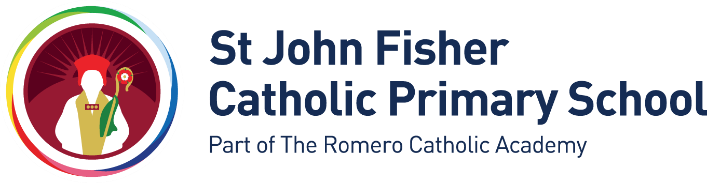 St John Fisher
Catholic Primary School
Part of The Romero Catholic Academy